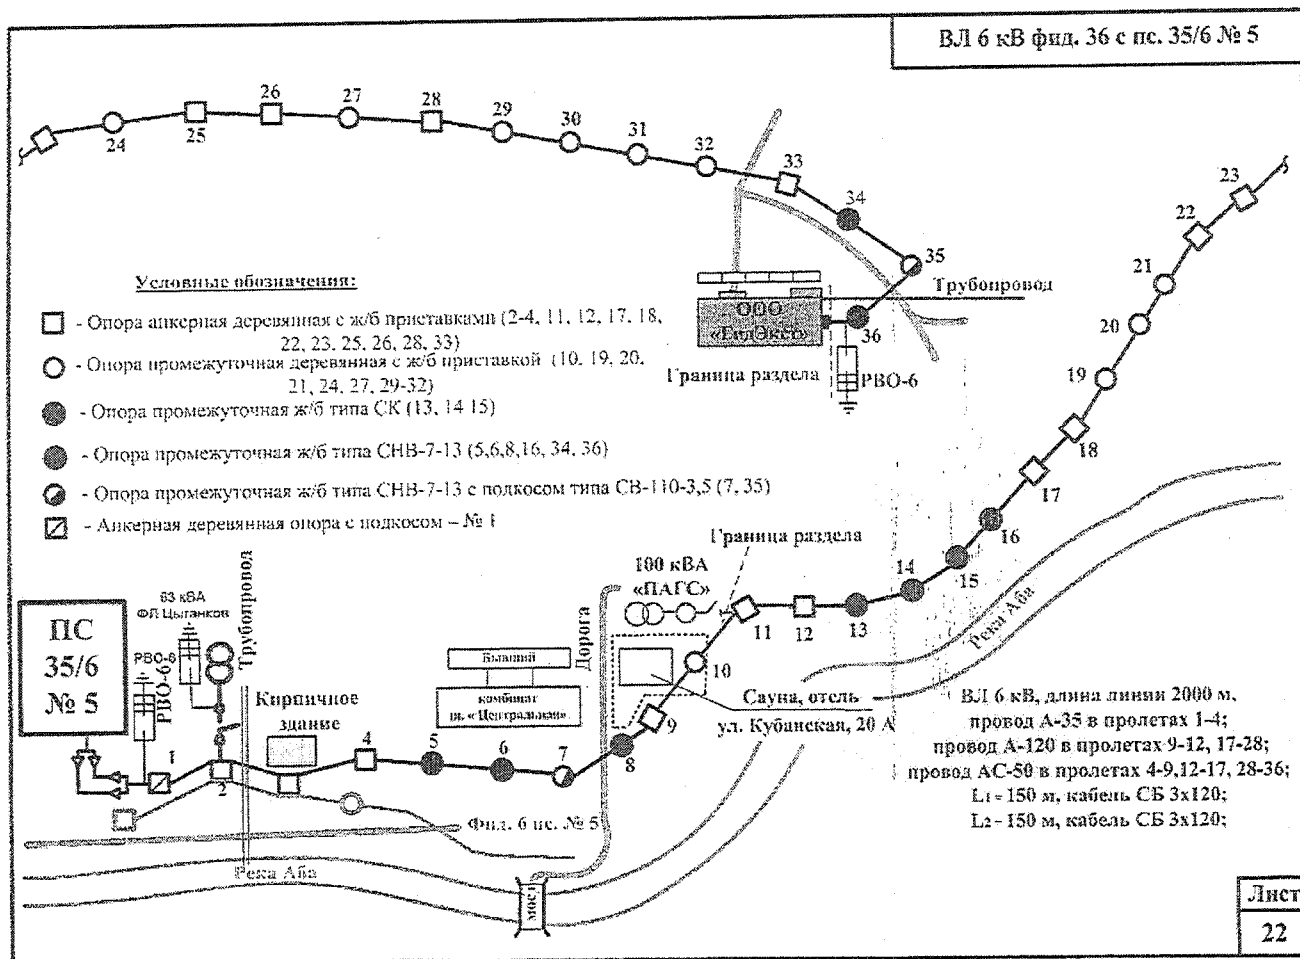 ВЛ 6 кВ фид. 36 с пс. 35/6 № 5
26
27
28
29
30
31
32
33
34
24
25
35
36
23
22
21
20
19
18
17
16
15
14
13
12
11
10
9
8
7
6
5
4
2
1
Условные обозначения:
- Опора анкерная деревянная с ж/б приставками (2-4, 11, 12, 17, 18,
22, 23, 25, 26, 28, 33)
- Опора промежуточная деревянная с ж/б приставкой (10, 19, 20,
21, 24, 27, 29-32)
- Опора промежуточная ж/б типа СК (13, 14 15)
- Опора промежуточная ж/б типа СНВ-7-13 (5,6,8,16, 34, 36)
- Опора промежуточная ж/б типа СНВ-7-13 с подкосом типа СВ-110-3,5 (7, 35)
- Анкерная деревянная опора с подкосом – № 1
Трубопровод
ООО
Граница раздела
РВО-6
Граница раздела
100 кВА
«ПАГС»
63 кВА
ФЛ Цыганков
Трубопровод
ПС
35/6
№ 5
РВО-6
РВО-6
Кирпичное
здание
Бывший
комбинат
ш. «Центральная»
Дорога
Сауна, отель
ул. Кубанская, 20 А
Река Аба
ВЛ 6 кВ, длина линии 2000 м,
провод А-35 в пролетах 1-4;
провод А-120 в пролетах 9-12, 17-28;
провод АС-50 в пролетах 4-9,12-17, 28-36;
L1 - 150 м, кабель СБ 3х120;
L2 - 150 м, кабель СБ 3х120;
Фид. 6 пс. № 5
Река Аба
мост
Лист
22